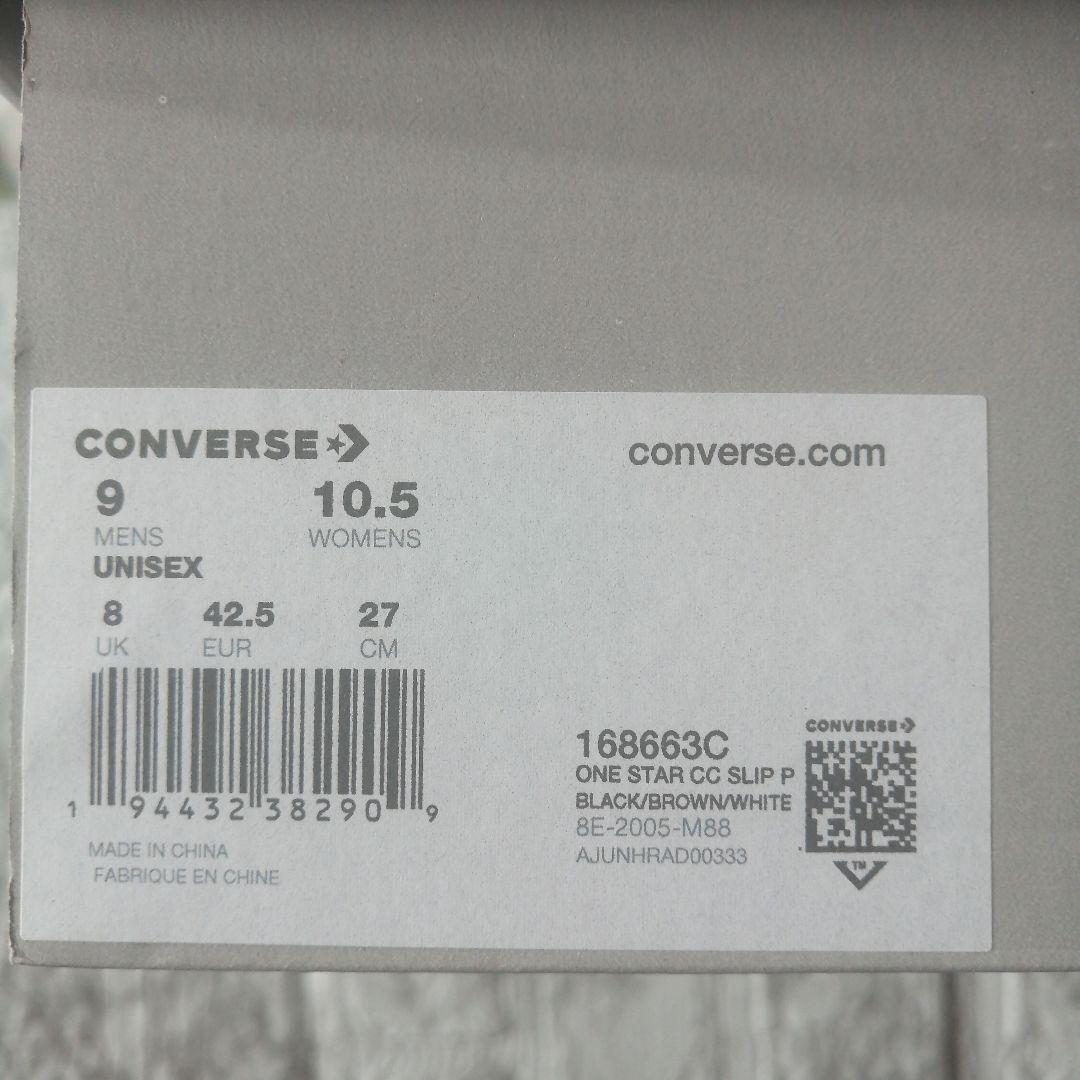 CONVERSE
converse.com
9 10.5
MENS WOMENS
UNISEX
8 42.5 27
UK EUR CM
1 94432 38290 9
MADE IN CHINA
FABRIQUE EN CHINE
CONVERSE
168663C
ONE STAR CC SLIP P
BLACK/BROWN/WHITE
8E-2005-M88
AJUNHRAD00333
TM